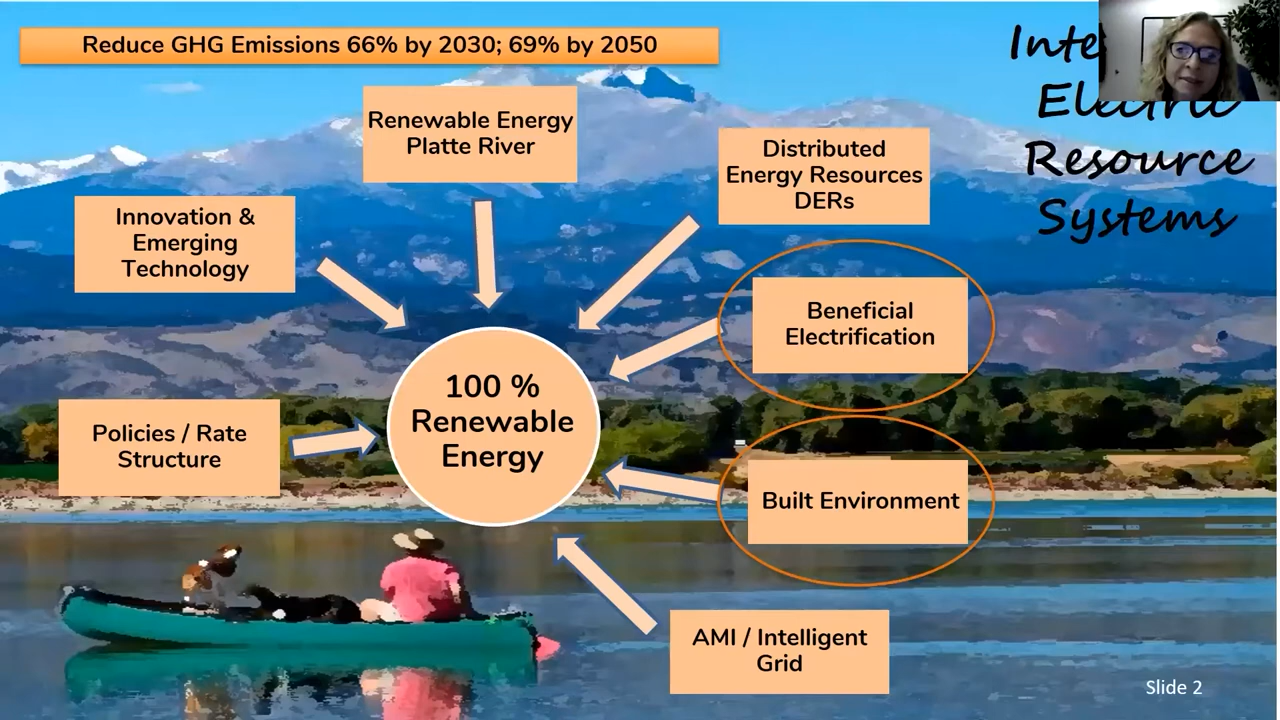 Reduce GHG Emissions 66% by 2030; 69% by 2050
Electric
Resource
Systems
Renewable Energy
Platte River
Distributed
Energy Resources
DERs
Innovation &
Emerging
Technology
Beneficial
Electrification
100 %
Renewable
Energy
Policies / Rate
Structure
Built Environment
AMI / Intelligent
Grid
Slide 2